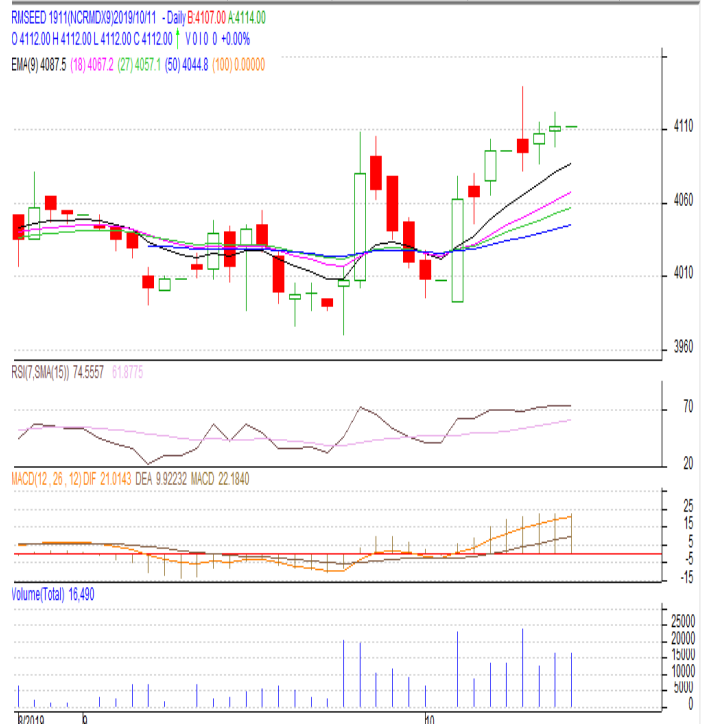 RMSEED 1911(NCRMDX9)2019/10/11 - Daily B:4107.00 A:4114.00
O 4112.00 H 4112.00 L 4112.00 C 4112.00 ↑ V 0 I 0 0 +0.00%
EMA(9) 4087.5 (18) 4067.2 (27) 4057.1 (50) 4044.8 (100) 0.00000
4110
4060
4010
3960
RSI(7,SMA(15)) 74.5557 61.8775
70
20
MACD(12 , 26 , 12) DIF 21.0143 DEA 9.92232 MACD 22.1840
25
15
5
-5
-15
Volume(Total) 16,490
25000
20000
15000
10000
5000
0
8/2019 9 10